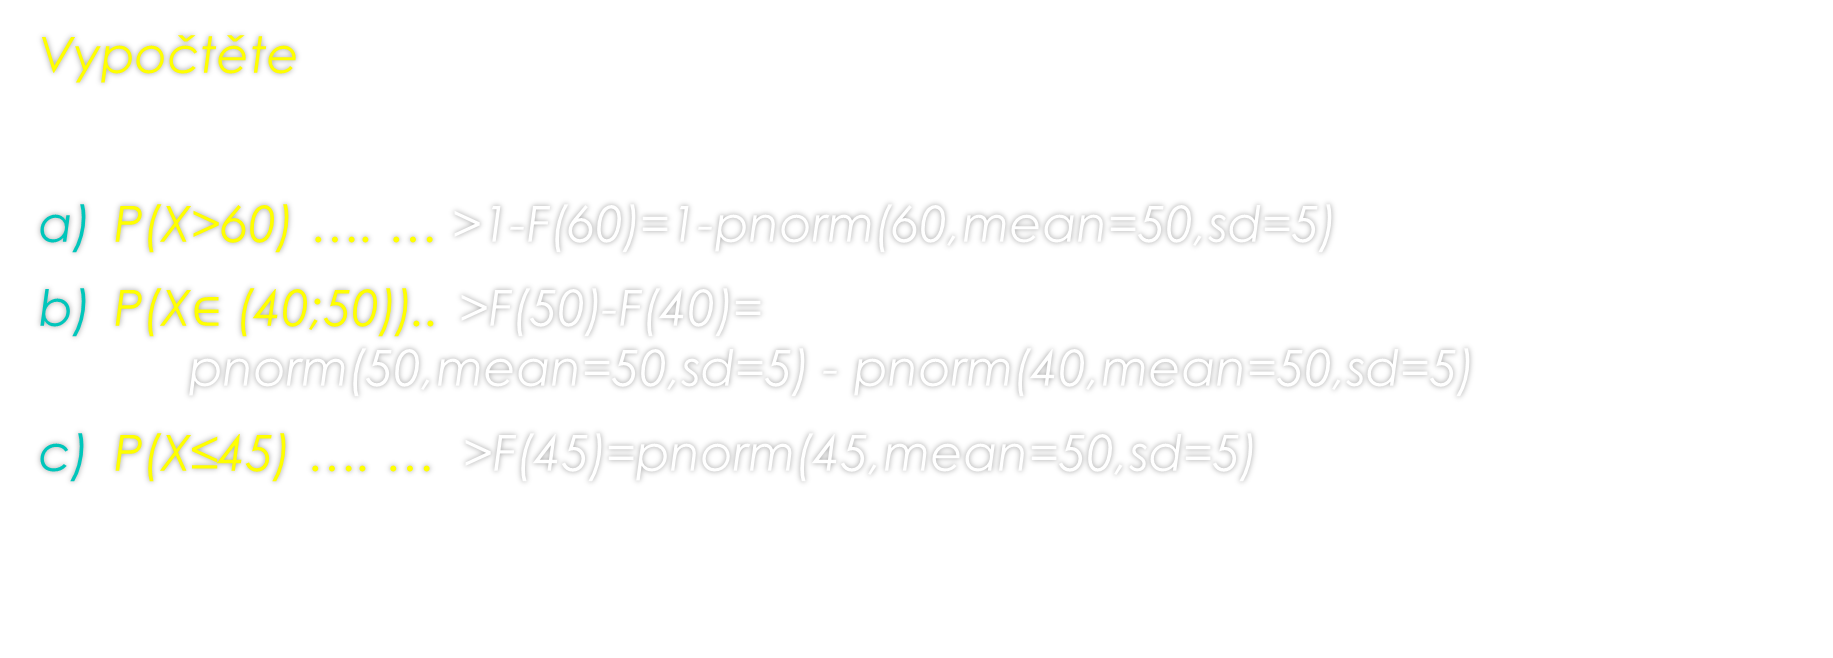 Vypočtěte
a) P(X>60) .... ... >1-F(60)=1-pnorm(60,mean=50,sd=5)
b) P(X∈ (40;50)).. >F(50)-F(40)=
pnorm(50,mean=50,sd=5) - pnorm(40,mean=50,sd=5)
c) P(X≤45) .... ... >F(45)=pnorm(45,mean=50,sd=5)